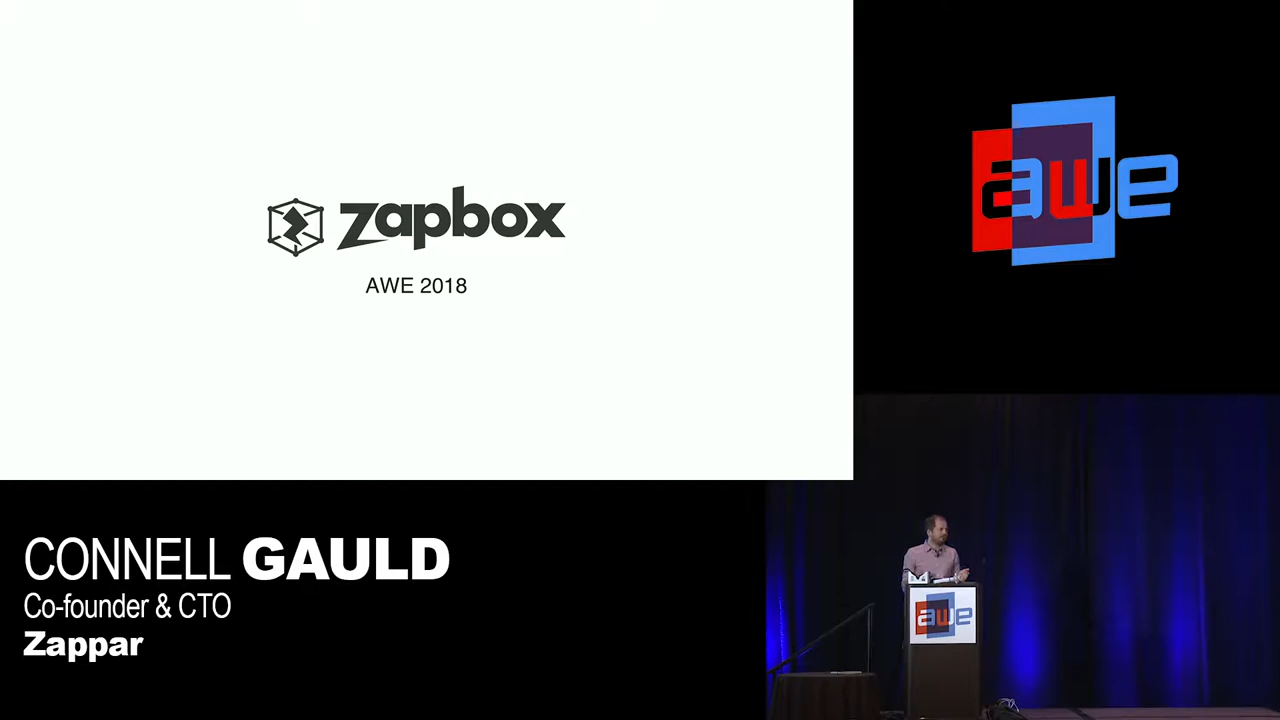 zapbox
AWE 2018
awe
CONNELL GAULD
Co-founder & CTO
Zappar
awe